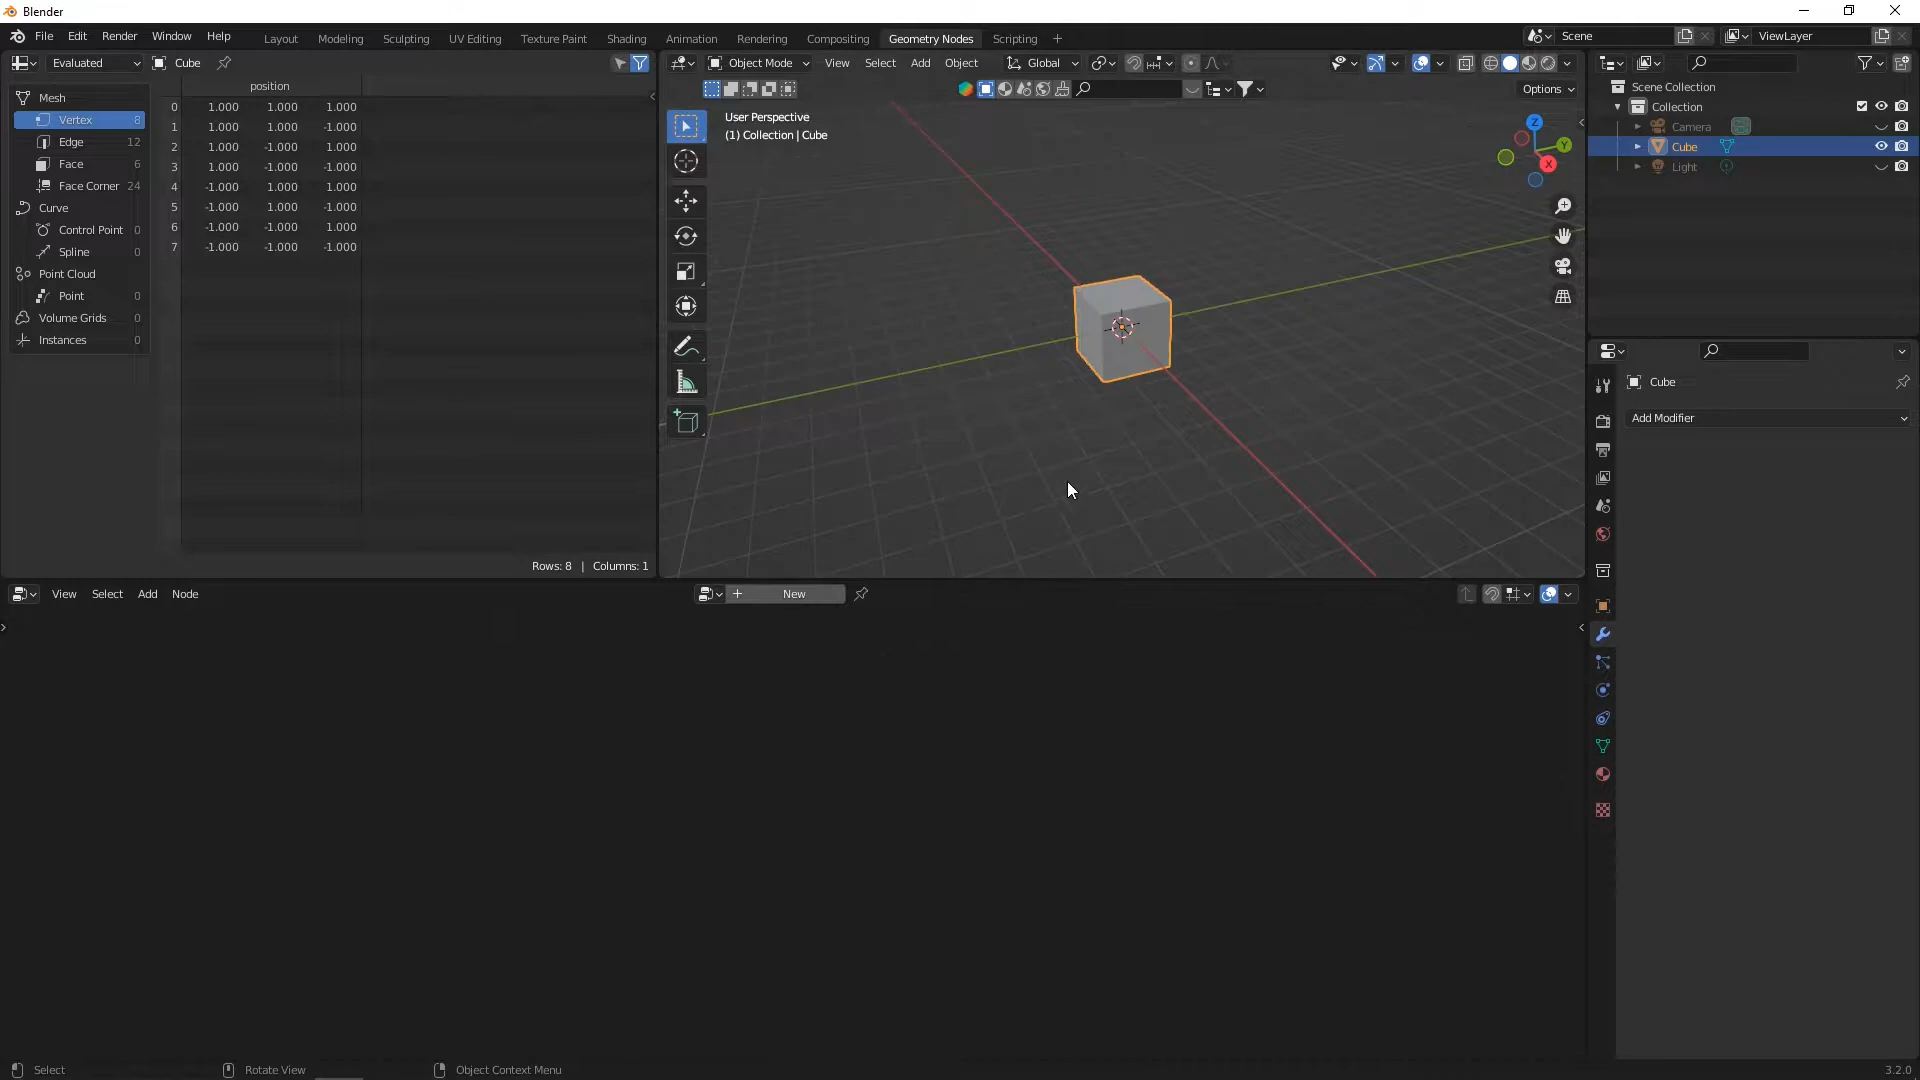 Blender
File Edit Render Window Help Layout Modeling Sculpting UV Editing Texture Paint Shading Animation Rendering Compositing Geometry Nodes Scripting + Scene ViewLayer
Evaluated Cube
position
Mesh
Vertex 8
Edge 12
Face 6
Face Corner 24
Curve
Control Point 0
Spline 0
Point Cloud
Point 0
Volume Grids 0
Instances 0
0 1.000 1.000 1.000
1 1.000 1.000 -1.000
2 1.000 -1.000 1.000
3 1.000 -1.000 -1.000
4 -1.000 1.000 1.000
5 -1.000 1.000 -1.000
6 -1.000 -1.000 1.000
7 -1.000 -1.000 -1.000
Rows: 8 | Columns: 1
Object Mode View Select Add Object Global
Options
User Perspective
(1) Collection | Cube
Z
Y
X
Scene Collection
Collection
Camera
Cube
Light
Cube
Add Modifier
View Select Add Node
+ New
Select Rotate View Object Context Menu
3.2.0